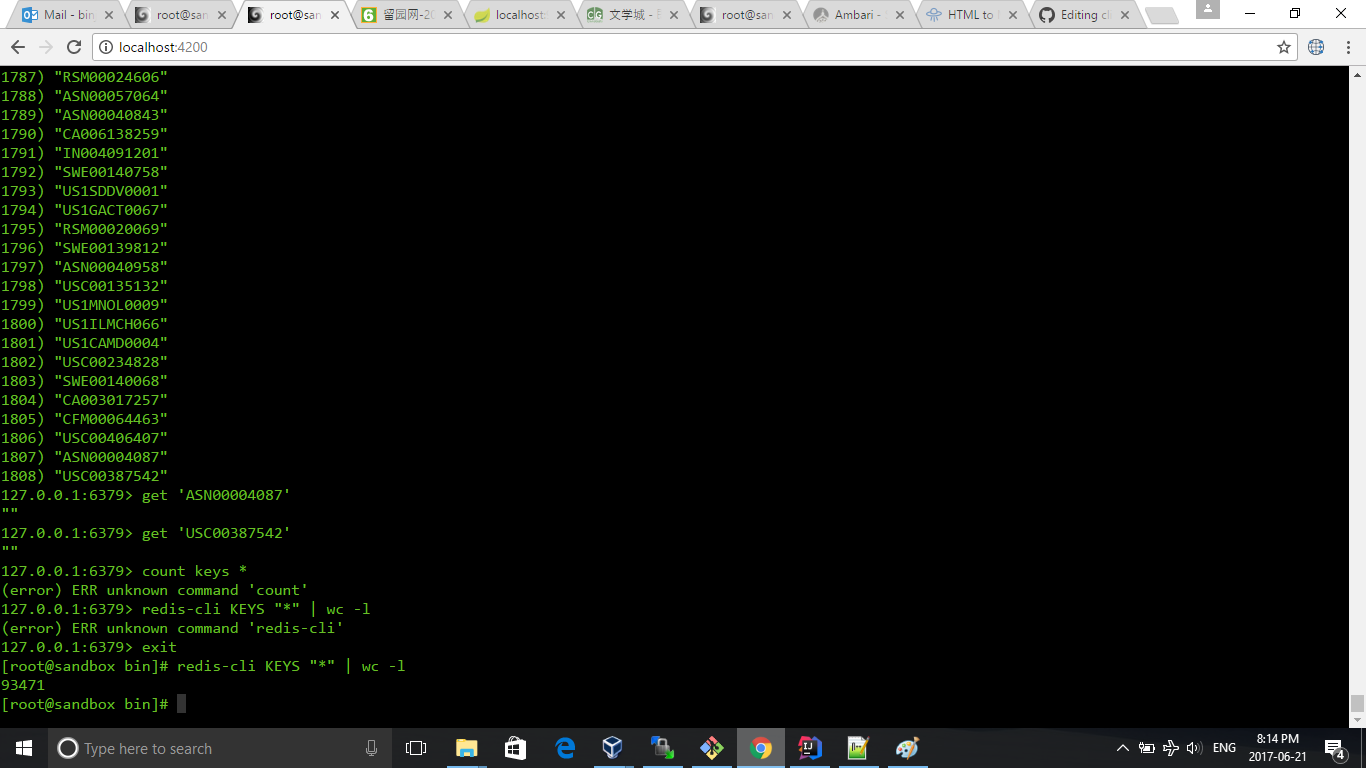 Mail - bin
root@san
root@san
留园网-20
localhost:
文学城 - 
root@san
Ambari -
HTML to
Editing cl
localhost:4200
1787) "RSM00024606"
1788) "ASN00057064"
1789) "ASN00040843"
1790) "CA006138259"
1791) "IN004091201"
1792) "SWE00140758"
1793) "US1SDDV0001"
1794) "US1GACT0067"
1795) "RSM00020069"
1796) "SWE00139812"
1797) "ASN00040958"
1798) "USC00135132"
1799) "US1MNOL0009"
1800) "US1ILMCH066"
1801) "US1CAMD0004"
1802) "USC00234828"
1803) "SWE00140068"
1804) "CA003017257"
1805) "CFM00064463"
1806) "USC00406407"
1807) "ASN00004087"
1808) "USC00387542"
127.0.0.1:6379> get 'ASN00004087'
""
127.0.0.1:6379> get 'USC00387542'
""
127.0.0.1:6379> count keys *
(error) ERR unknown command 'count'
127.0.0.1:6379> redis-cli KEYS "*" | wc -l
(error) ERR unknown command 'redis-cli'
127.0.0.1:6379> exit
[root@sandbox bin]# redis-cli KEYS "*" | wc -l
93471
[root@sandbox bin]#
Type here to search
ENG
8:14 PM
2017-06-21
4